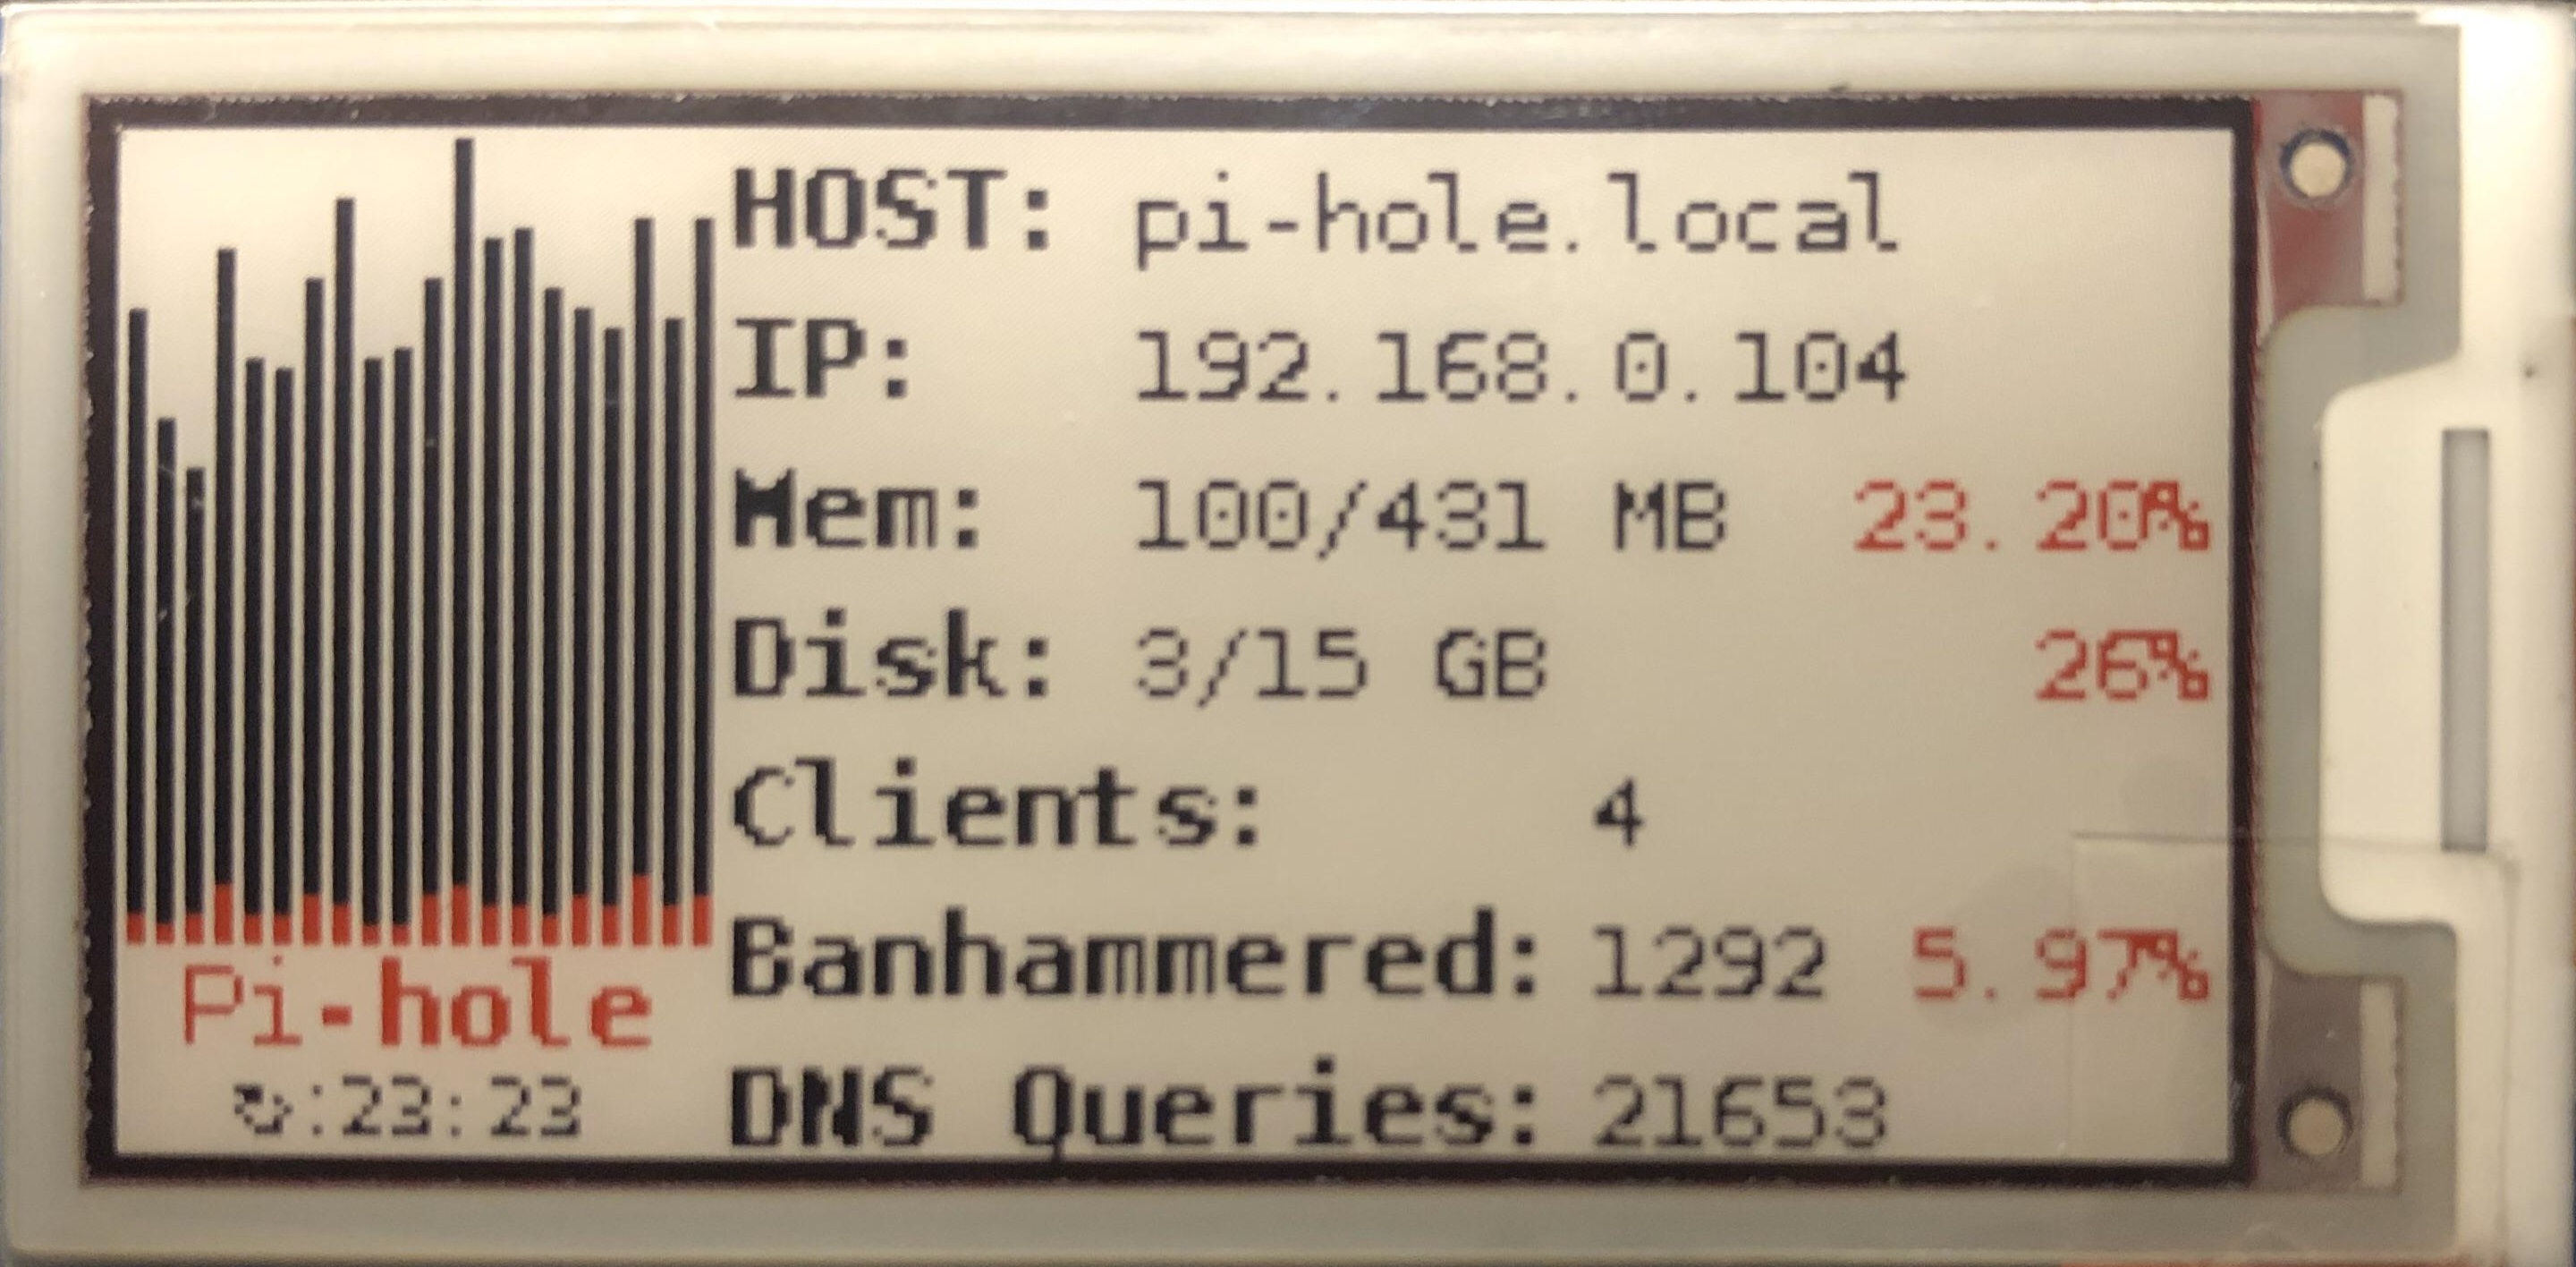 HOST: pi-hole.local
IP: 192.168.0.104
Mem: 100/431 MB 23.20%
Disk: 3/15 GB 26%
Clients: 4
Banhammered: 1292 5.97%
DNS Queries: 21653
Pi-hole
↻:23:23